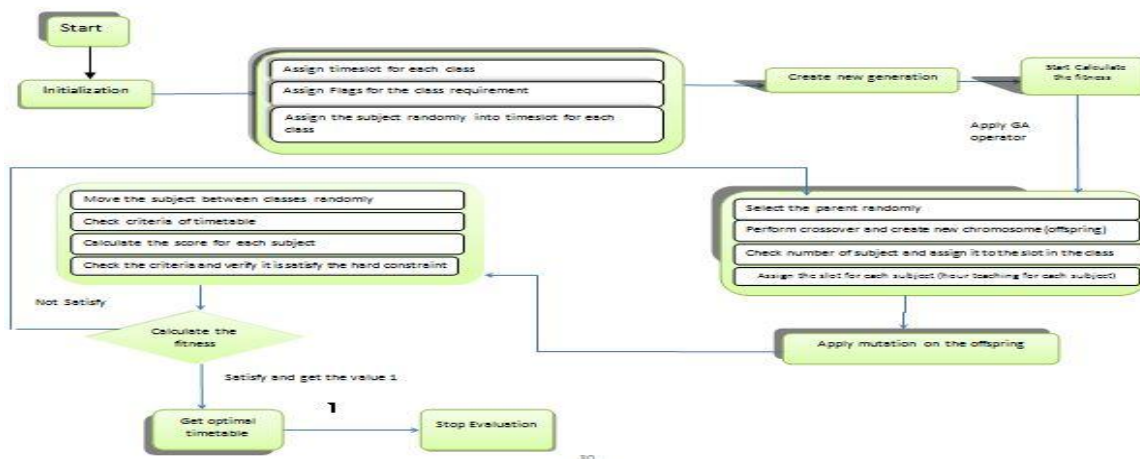 Start
Initialization
Assign timeslot for each class
Assign Flags for the class requirement
Assign the subject randomly into timeslot for each
class
Create new generation
Start Calculate
the fitness
Apply GA
operator
Select the parent randomly
Perform crossover and create new chromosome (offspring)
Check number of subject and assign it to the slot in the class
Assign the slot for each subject (hour teaching for each subject)
Apply mutation on the offspring
Move the subject between classes randomly
Check criteria of timetable
Calculate the score for each subject
Check the criteria and verify it is satisfy the hard constraint
Not Satisfy
Calculate the
fitness
Satisfy and get the value 1
1
Get optimal
timetable
Stop Evaluation